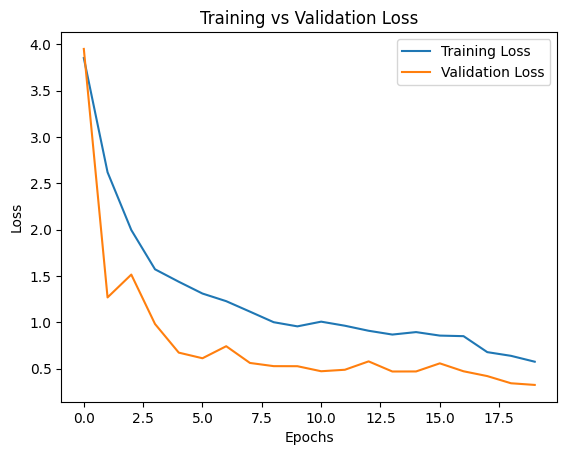 Training vs Validation Loss
Training Loss
Validation Loss
4.0
3.5
3.0
2.5
2.0
1.5
1.0
0.5
Loss
0.0 2.5 5.0 7.5 10.0 12.5 15.0 17.5
Epochs